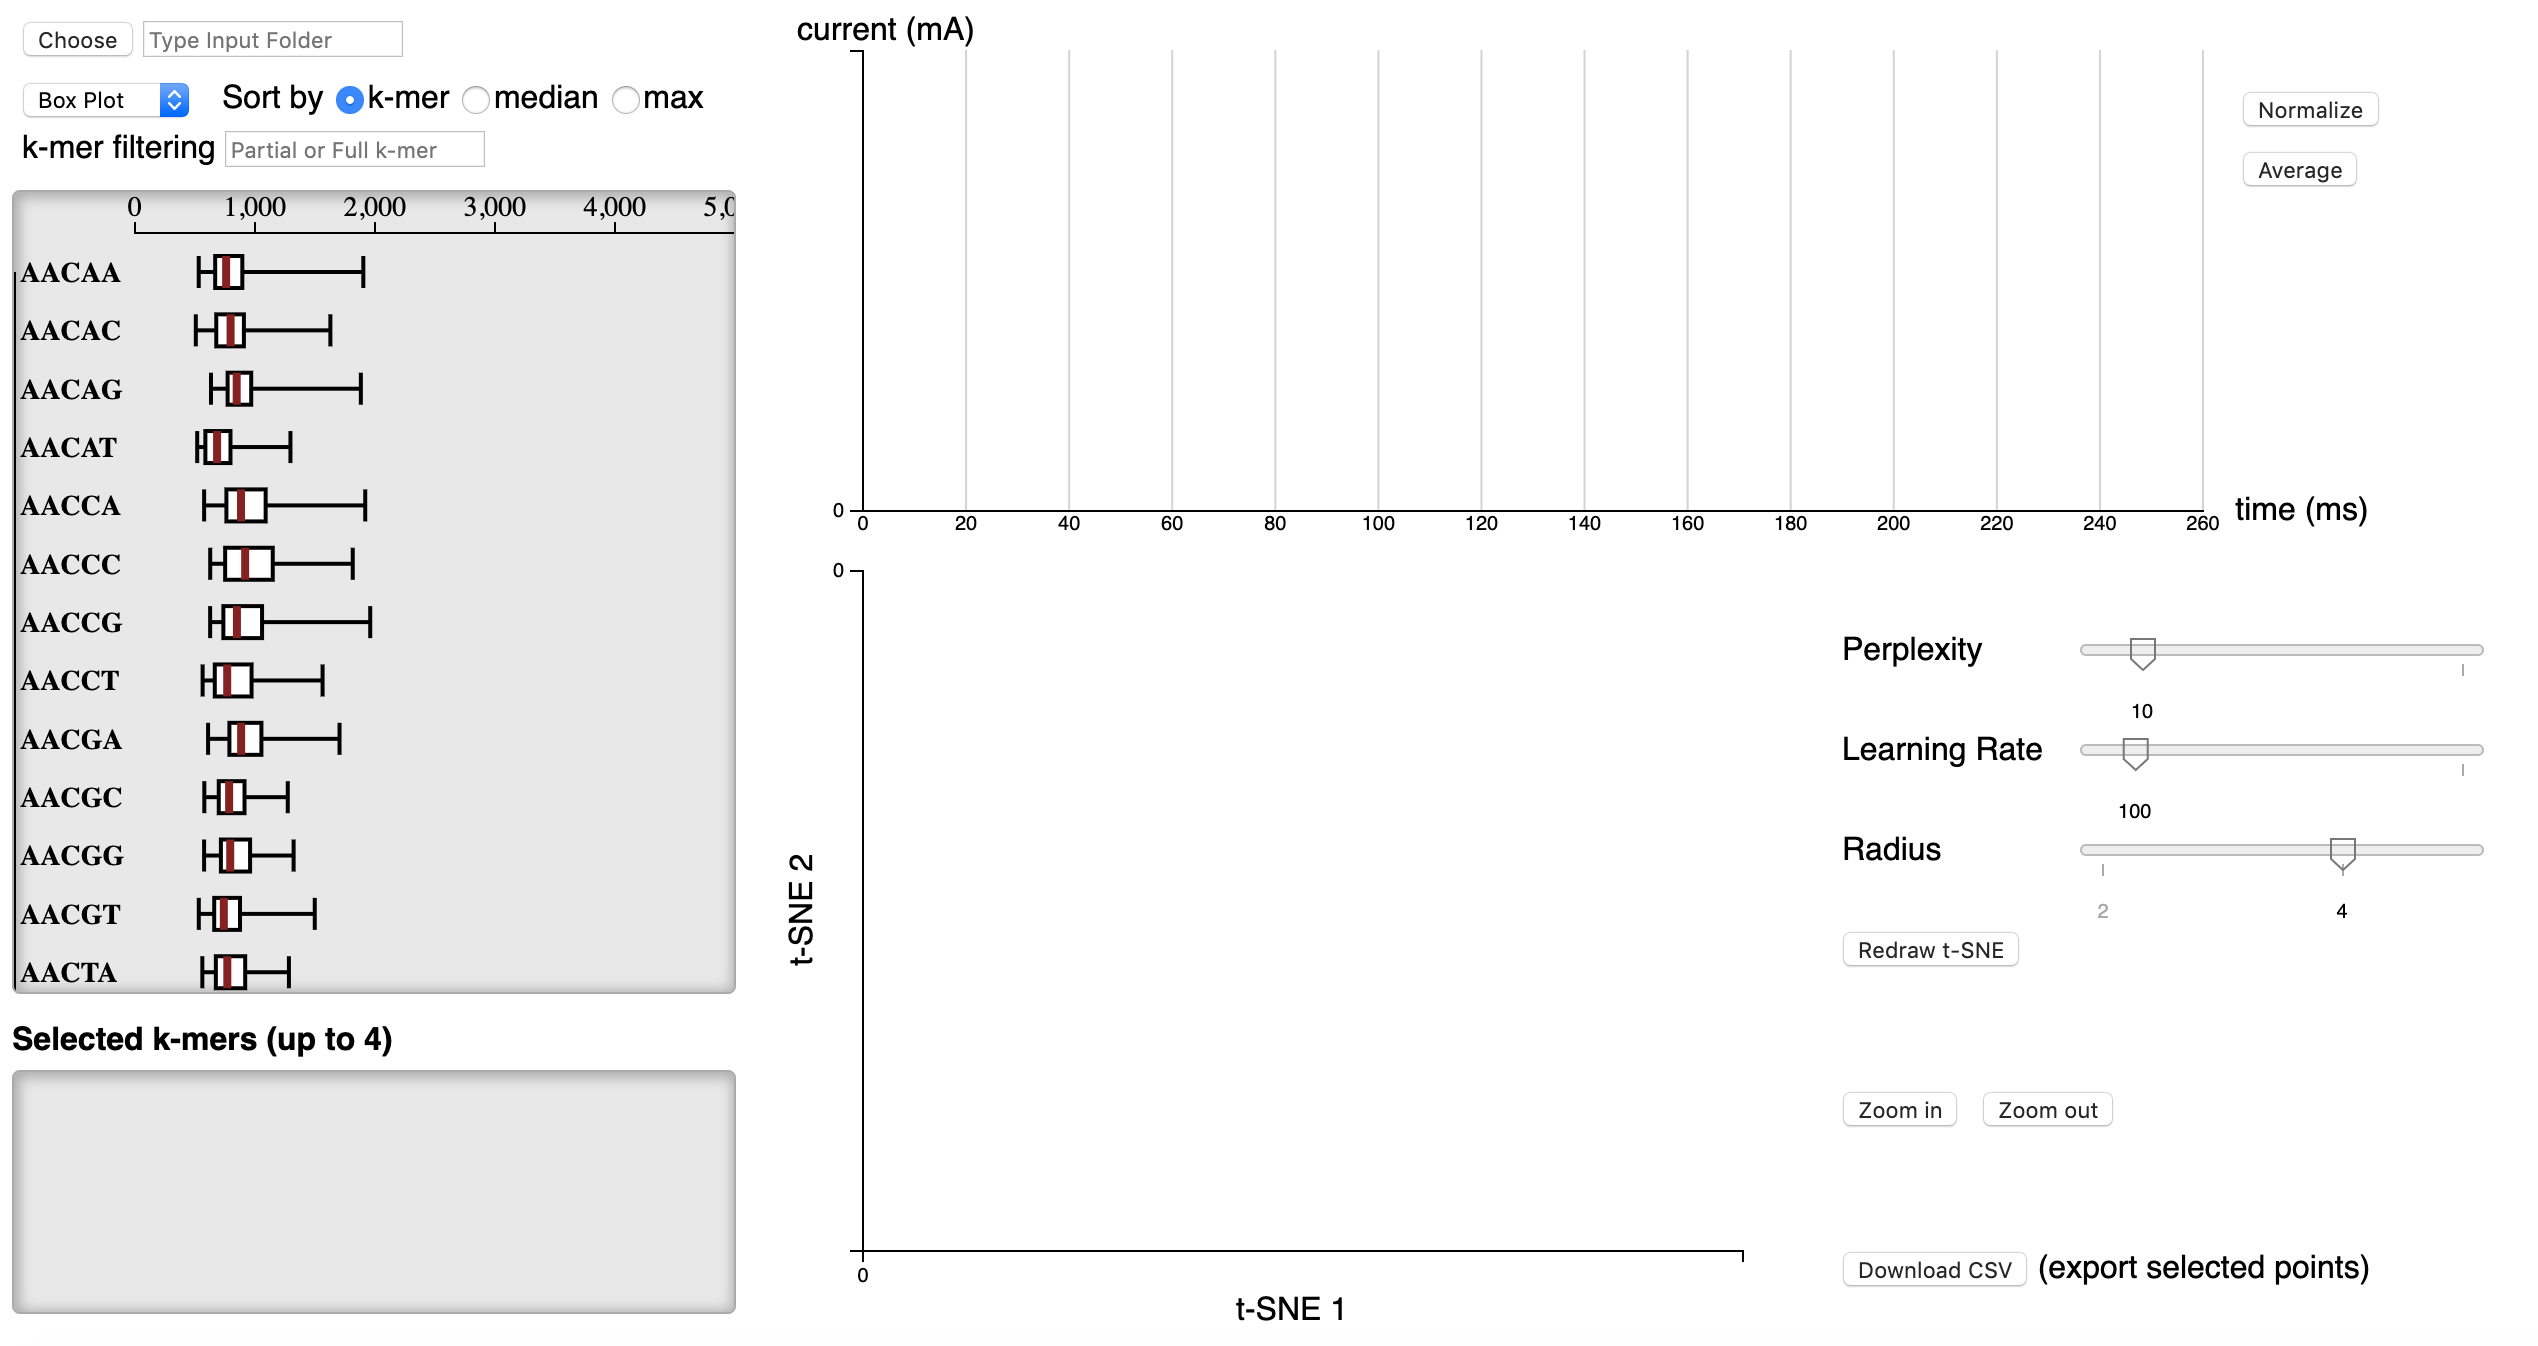 Choose Type Input Folder
Box Plot Sort by k-mer median max
k-mer filtering Partial or Full k-mer
0 1,000 2,000 3,000 4,000 5,0
AACAA
AACAC
AACAG
AACAT
AACCA
AACCC
AACCG
AACCT
AACGA
AACGC
AACGG
AACGT
AACTA
Selected k-mers (up to 4)
current (mA)
0
0 20 40 60 80 100 120 140 160 180 200 220 240 260
time (ms)
Normalize
Average
0
t-SNE 2
0
t-SNE 1
Perplexity
10
Learning Rate
100
Radius
2 4
Redraw t-SNE
Zoom in Zoom out
Download CSV (export selected points)